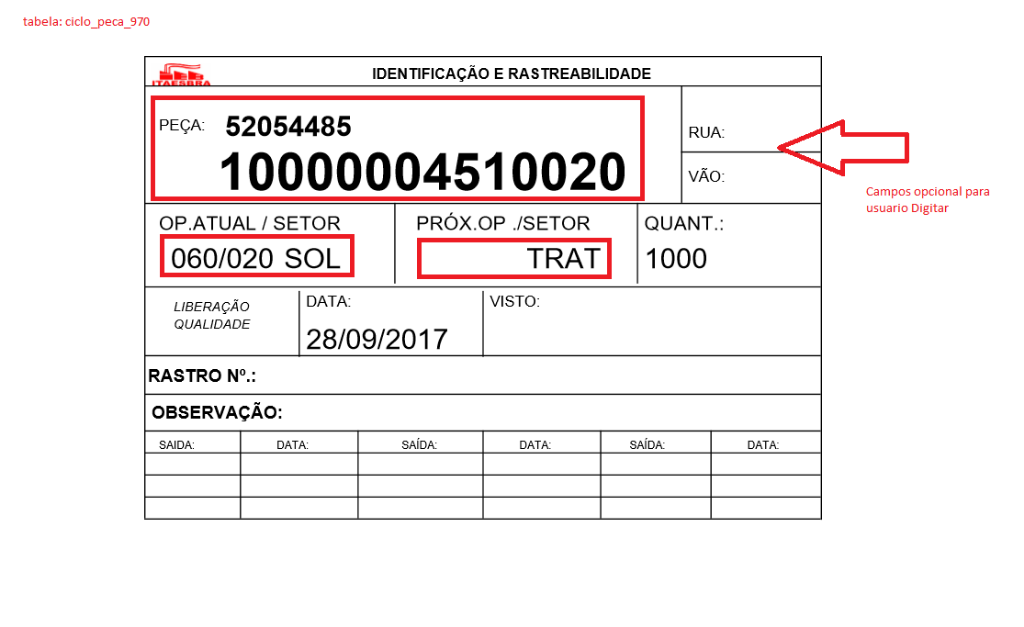 tabela: ciclo_peca_970
ITAESBRA
IDENTIFICAÇÃO E RASTREABILIDADE
PEÇA: 52054485
10000004510020
RUA:
VÃO:
Campos opcional para
usuario Digitar
OP.ATUAL / SETOR
060/020 SOL
PRÓX.OP ./SETOR
TRAT
QUANT.:
1000
LIBERAÇÃO
QUALIDADE
DATA:
28/09/2017
VISTO:
RASTRO Nº.:
OBSERVAÇÃO:
SAIDA: DATA: SAÍDA: DATA: SAÍDA: DATA: